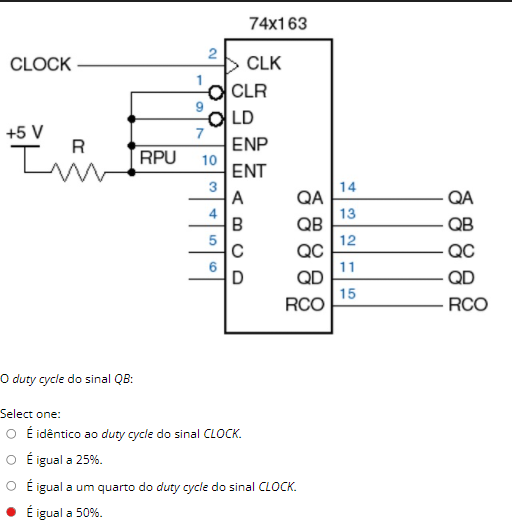 74x163
CLOCK
2
CLK
1
CLR
9
LD
+5 V
R
RPU
7
ENP
10
ENT
3
A
QA
14
QA
4
B
QB
13
QB
5
C
QC
12
QC
6
D
QD
11
QD
RCO
15
RCO
O duty cycle do sinal QB:
Select one:
É idêntico ao duty cycle do sinal CLOCK.
É igual a 25%.
É igual a um quarto do duty cycle do sinal CLOCK.
É igual a 50%.